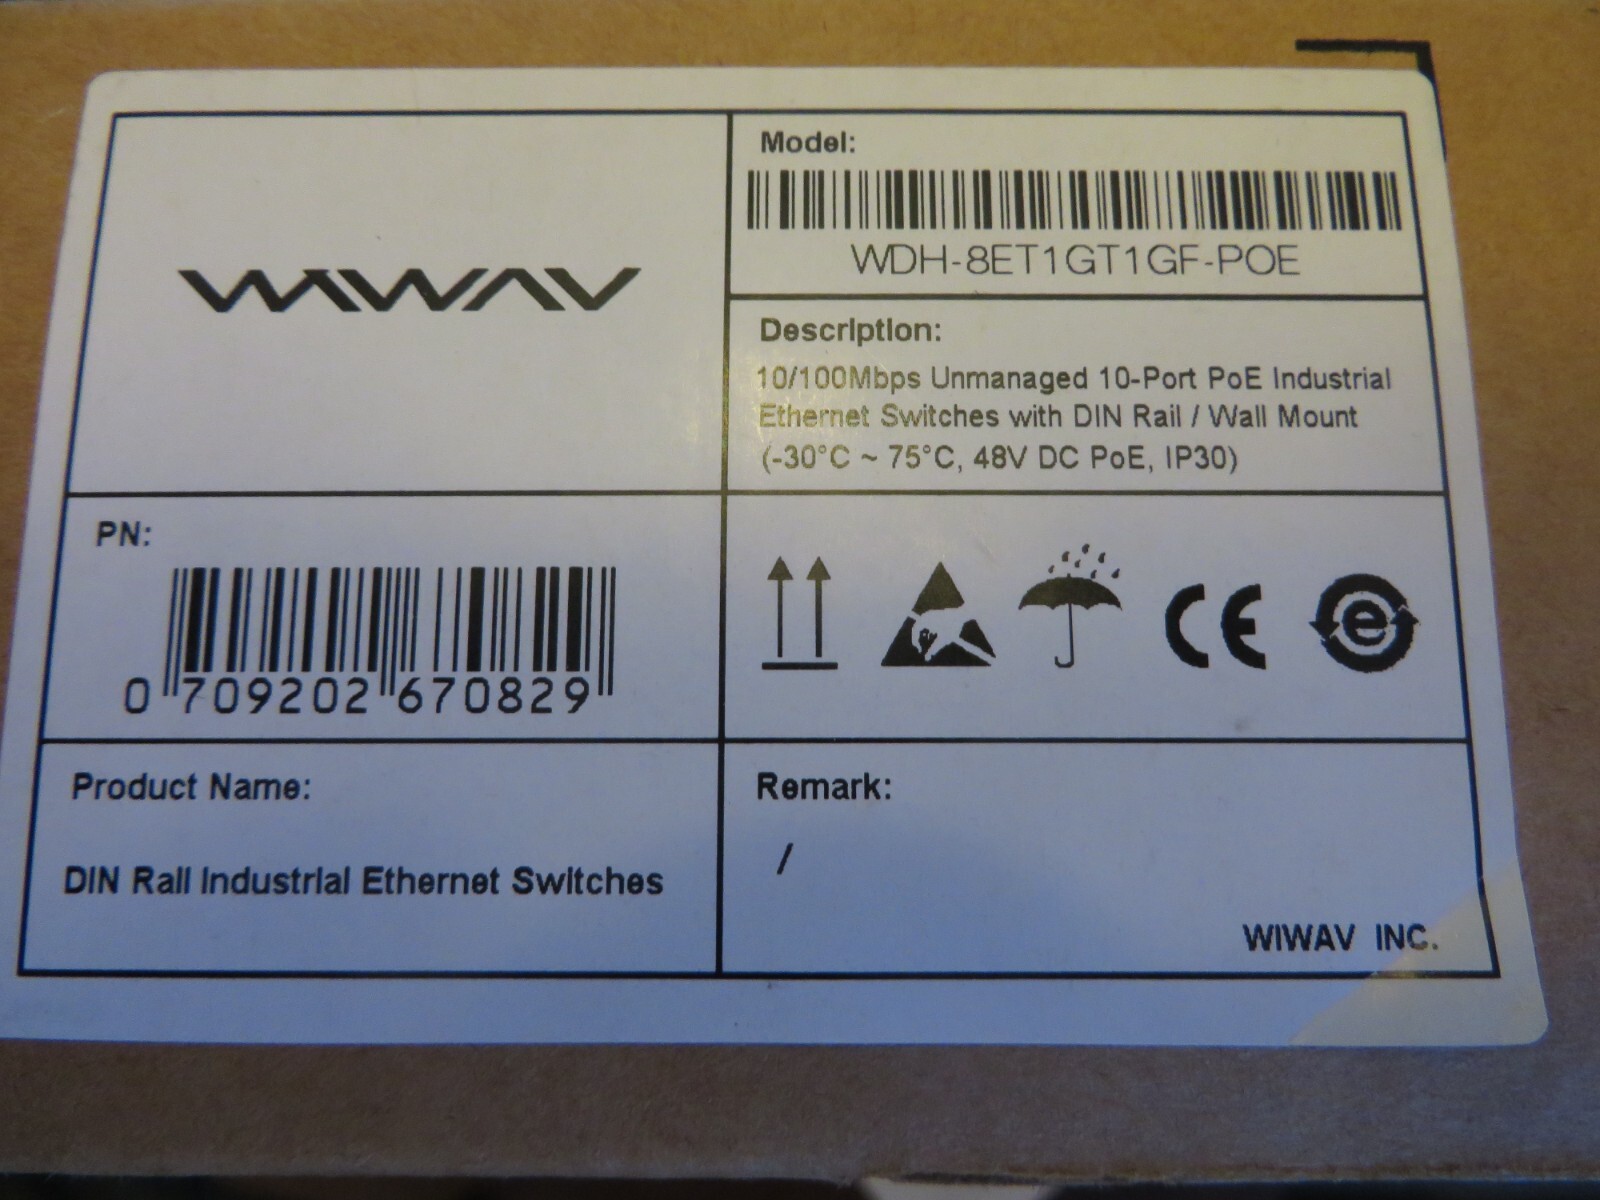 WIWAV
Model:
WDH-8ET1GT1GF-POE
Description:
10/100Mbps Unmanaged 10-Port PoE Industrial
Ethernet Switches with DIN Rail / Wall Mount
(-30°C ~ 75°C, 48V DC PoE, IP30)
PN:
0 709202 670829
CE
e
Product Name:
DIN Rail Industrial Ethernet Switches
Remark:
/
WIWAV INC.